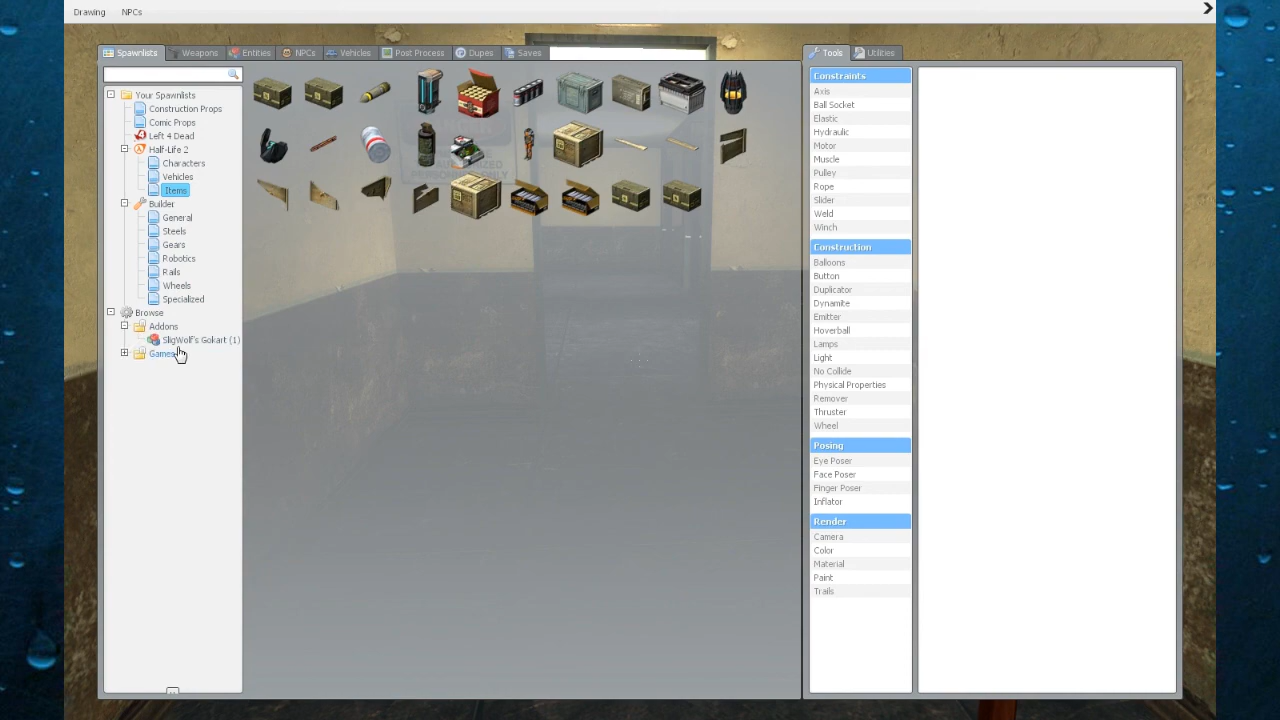 Drawing NPCs
Spawnlists Weapons Entities NPCs Vehicles Post Process Dupes Saves Tools Utilities
Your Spawnlists
Construction Props
Comic Props
Left 4 Dead
Half-Life 2
Characters
Vehicles
Items
Builder
General
Steels
Gears
Robotics
Rails
Wheels
Specialized
Browse
Addons
SligWolf's Gokart (1)
Games
PERSONNEL ONLY
Constraints
Axis
Ball Socket
Elastic
Hydraulic
Motor
Muscle
Pulley
Rope
Slider
Weld
Winch
Construction
Balloons
Button
Duplicator
Dynamite
Emitter
Hoverball
Lamps
Light
No Collide
Physical Properties
Remover
Thruster
Wheel
Posing
Eye Poser
Face Poser
Finger Poser
Inflator
Render
Camera
Color
Material
Paint
Trails